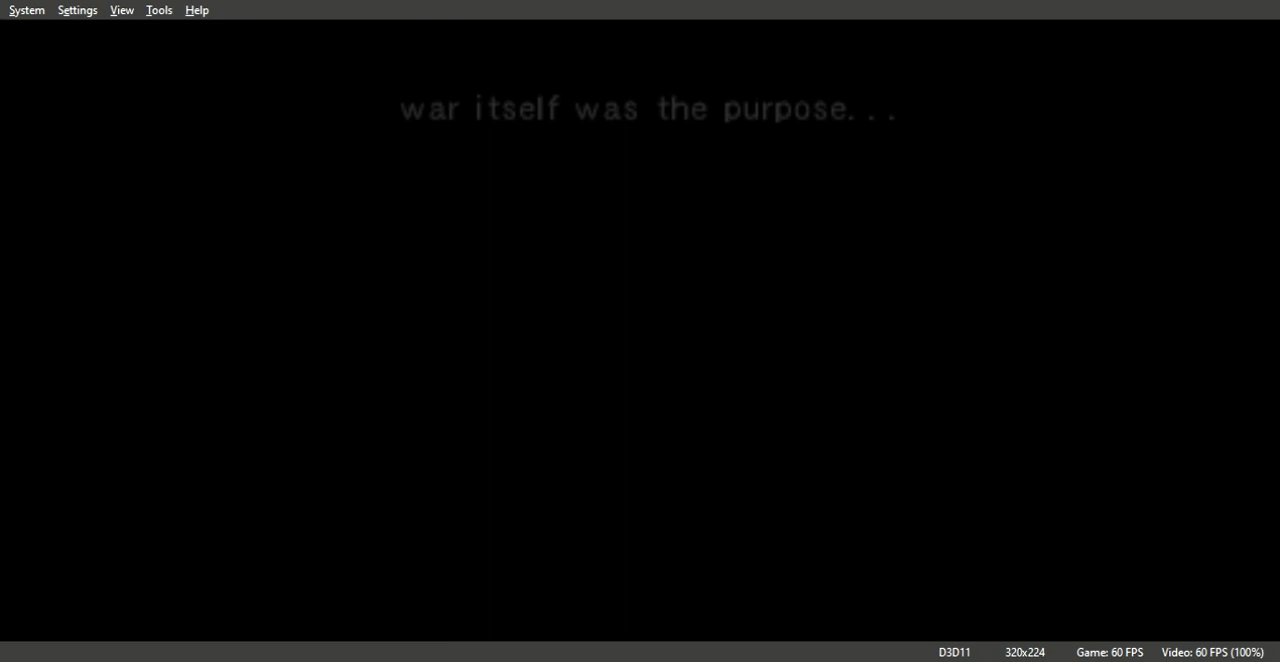 System Settings View Tools Help
war itself was the purpose...
D3D11 320x224 Game: 60 FPS Video: 60 FPS (100%)